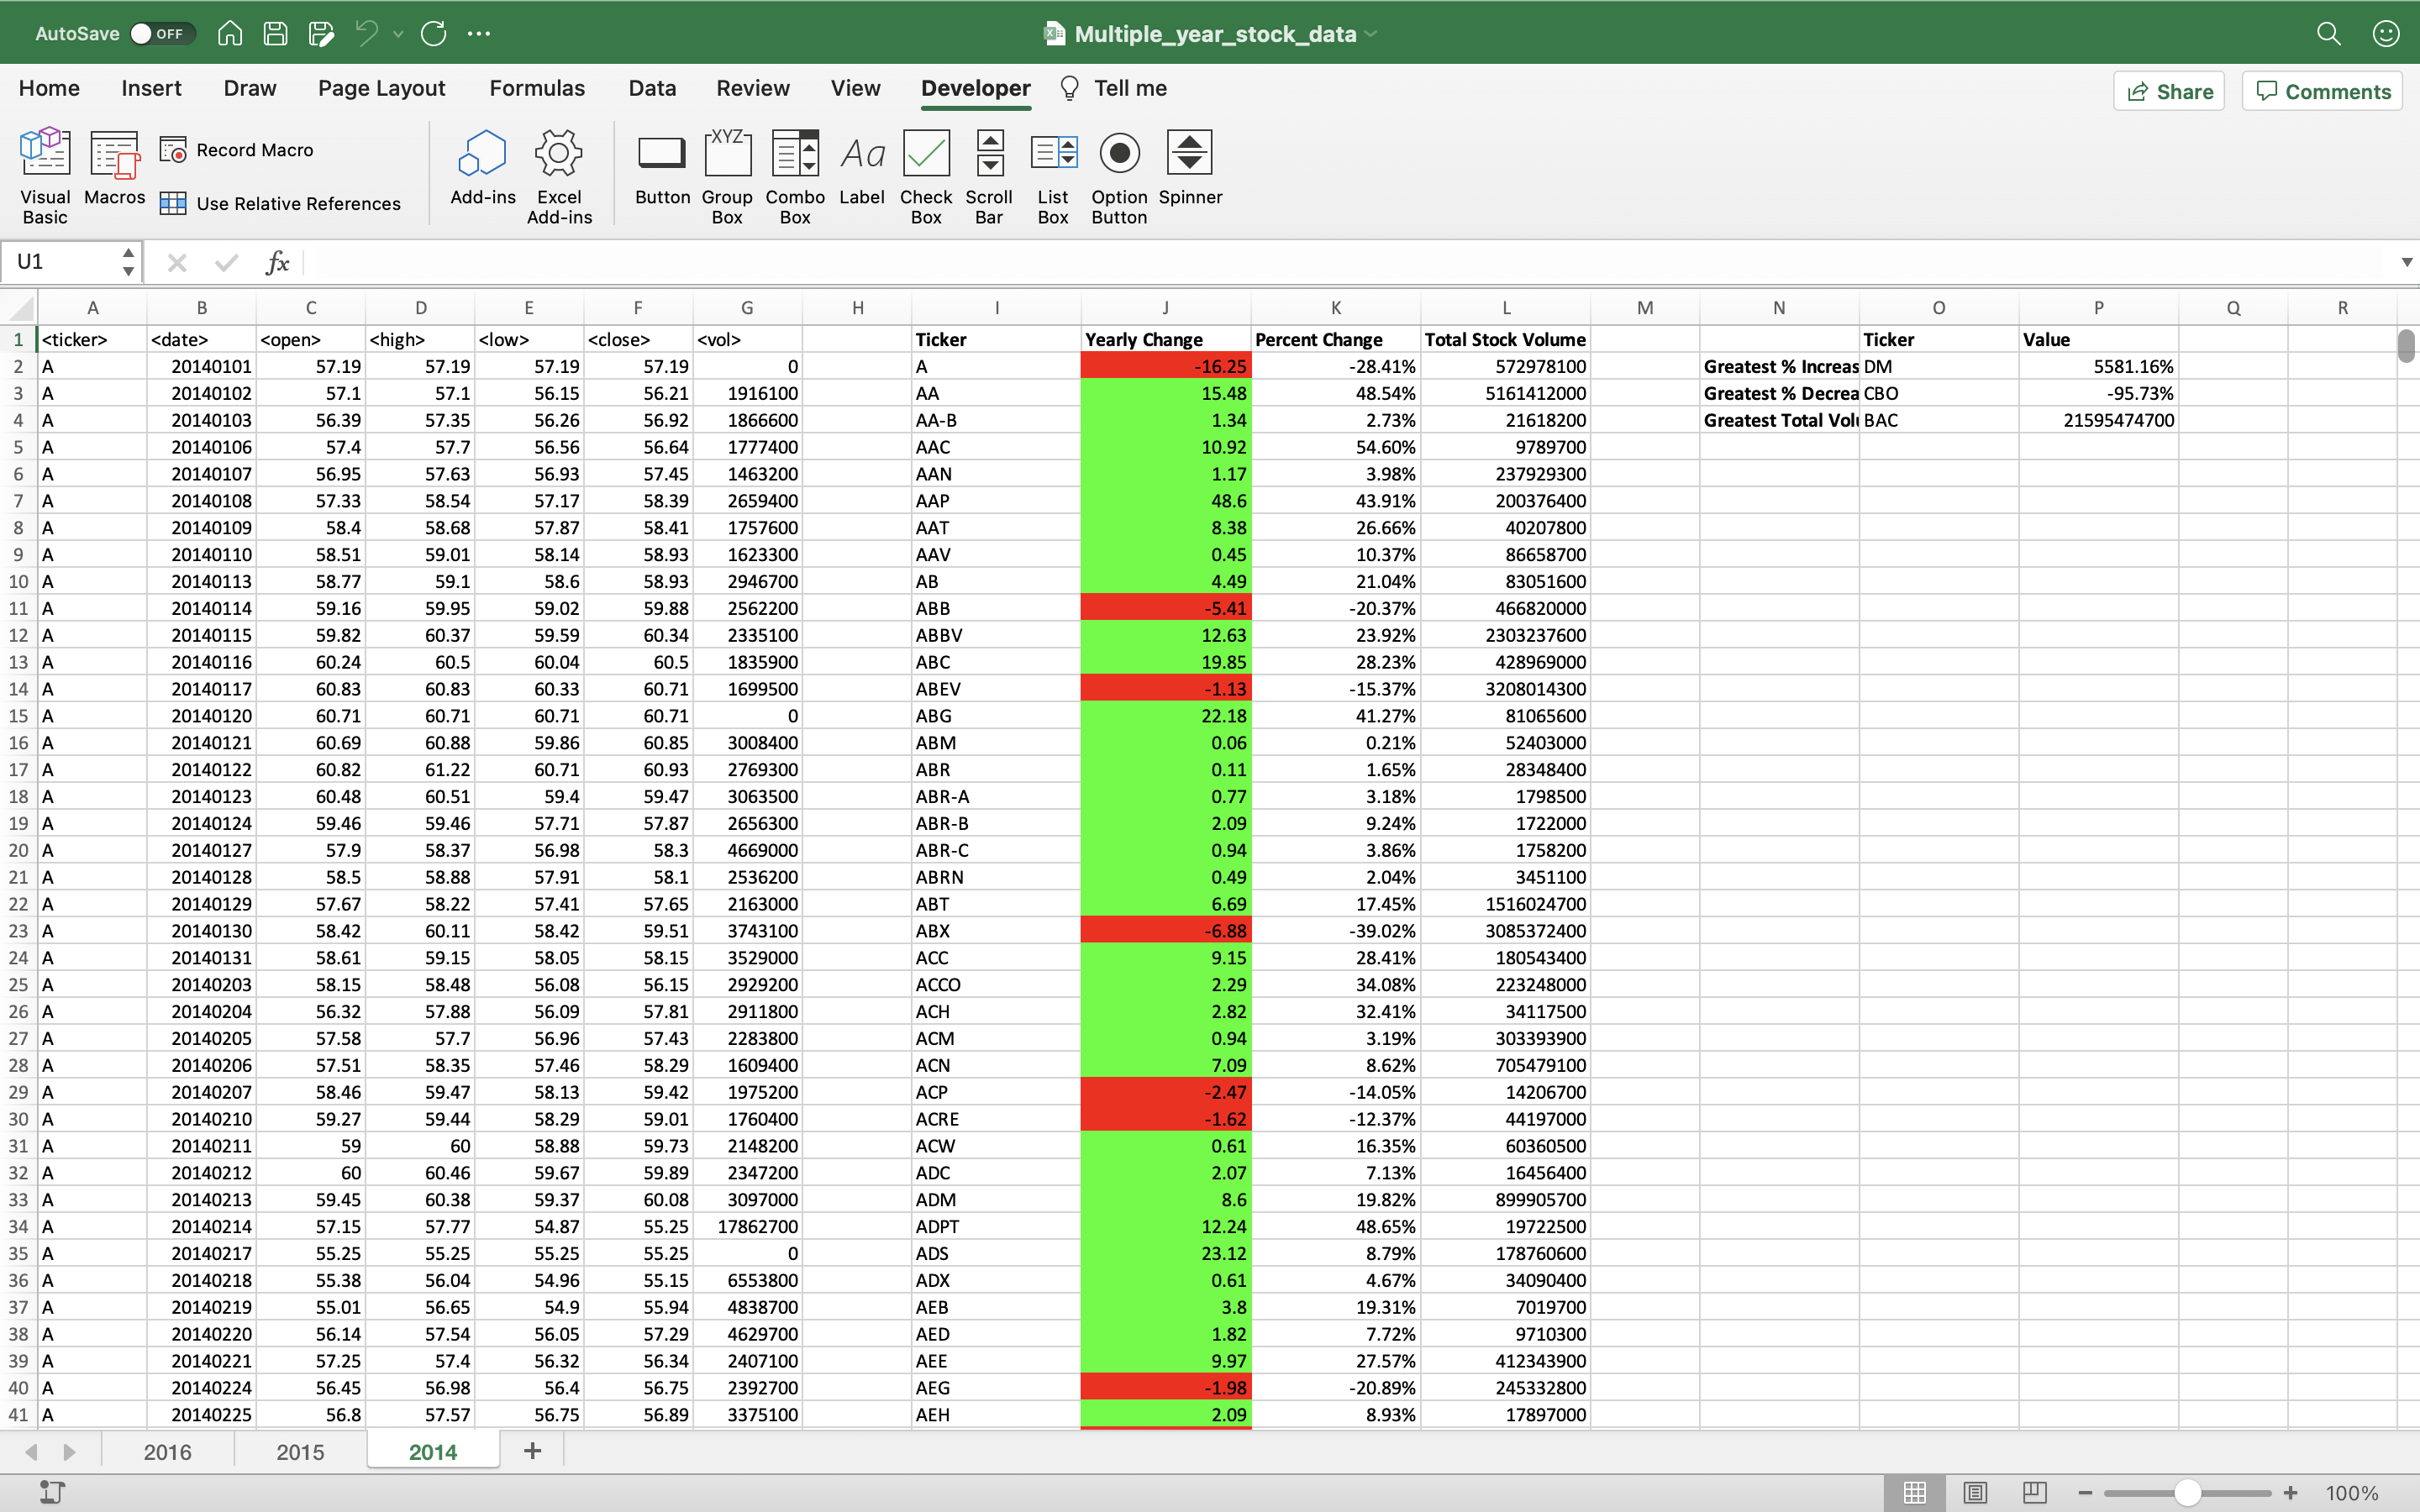 AutoSave OFF Multiple_year_stock_data
Home Insert Draw Page Layout Formulas Data Review View Developer Tell me Share Comments
Visual Basic Macros Record Macro Use Relative References Add-ins Excel Add-ins Button Group Box Combo Box Label Check Box Scroll Bar List Box Option Button Spinner
XYZ Aa
U1 fx
A B C D E F G H I J K L M N O P Q R
1 <ticker> <date> <open> <high> <low> <close> <vol> Ticker Yearly Change Percent Change Total Stock Volume Ticker Value
2 A 20140101 57.19 57.19 57.19 57.19 0 A -16.25 -28.41% 572978100 Greatest % Increas DM 5581.16%
3 A 20140102 57.1 57.1 56.15 56.21 1916100 AA 15.48 48.54% 5161412000 Greatest % Decrea CBO -95.73%
4 A 20140103 56.39 57.35 56.26 56.92 1866600 AA-B 1.34 2.73% 21618200 Greatest Total Volu BAC 21595474700
5 A 20140106 57.4 57.7 56.56 56.64 1777400 AAC 10.92 54.60% 9789700
6 A 20140107 56.95 57.63 56.93 57.45 1463200 AAN 1.17 3.98% 237929300
7 A 20140108 57.33 58.54 57.17 58.39 2659400 AAP 48.6 43.91% 200376400
8 A 20140109 58.4 58.68 57.87 58.41 1757600 AAT 8.38 26.66% 40207800
9 A 20140110 58.51 59.01 58.14 58.93 1623300 AAV 0.45 10.37% 86658700
10 A 20140113 58.77 59.1 58.6 58.93 2946700 AB 4.49 21.04% 83051600
11 A 20140114 59.16 59.95 59.02 59.88 2562200 ABB -5.41 -20.37% 466820000
12 A 20140115 59.82 60.37 59.59 60.34 2335100 ABBV 12.63 23.92% 2303237600
13 A 20140116 60.24 60.5 60.04 60.5 1835900 ABC 19.85 28.23% 428969000
14 A 20140117 60.83 60.83 60.33 60.71 1699500 ABEV -1.13 -15.37% 3208014300
15 A 20140120 60.71 60.71 60.71 60.71 0 ABG 22.18 41.27% 81065600
16 A 20140121 60.69 60.88 59.86 60.85 3008400 ABM 0.06 0.21% 52403000
17 A 20140122 60.82 61.22 60.71 60.93 2769300 ABR 0.11 1.65% 28348400
18 A 20140123 60.48 60.51 59.4 59.47 3063500 ABR-A 0.77 3.18% 1798500
19 A 20140124 59.46 59.46 57.71 57.87 2656300 ABR-B 2.09 9.24% 1722000
20 A 20140127 57.9 58.37 56.98 58.3 4669000 ABR-C 0.94 3.86% 1758200
21 A 20140128 58.5 58.88 57.91 58.1 2536200 ABRN 0.49 2.04% 3451100
22 A 20140129 57.67 58.22 57.41 57.65 2163000 ABT 6.69 17.45% 1516024700
23 A 20140130 58.42 60.11 58.42 59.51 3743100 ABX -6.88 -39.02% 3085372400
24 A 20140131 58.61 59.15 58.05 58.15 3529000 ACC 9.15 28.41% 180543400
25 A 20140203 58.15 58.48 56.08 56.15 2929200 ACCO 2.29 34.08% 223248000
26 A 20140204 56.32 57.88 56.09 57.81 2911800 ACH 2.82 32.41% 34117500
27 A 20140205 57.58 57.7 56.96 57.43 2283800 ACM 0.94 3.19% 303393900
28 A 20140206 57.51 58.35 57.46 58.29 1609400 ACN 7.09 8.62% 705479100
29 A 20140207 58.46 59.47 58.13 59.42 1975200 ACP -2.47 -14.05% 14206700
30 A 20140210 59.27 59.44 58.29 59.01 1760400 ACRE -1.62 -12.37% 44197000
31 A 20140211 59 60 58.88 59.73 2148200 ACW 0.61 16.35% 60360500
32 A 20140212 60 60.46 59.67 59.89 2347200 ADC 2.07 7.13% 16456400
33 A 20140213 59.45 60.38 59.37 60.08 3097000 ADM 8.6 19.82% 899905700
34 A 20140214 57.15 57.77 54.87 55.25 17862700 ADPT 12.24 48.65% 19722500
35 A 20140217 55.25 55.25 55.25 55.25 0 ADS 23.12 8.79% 178760600
36 A 20140218 55.38 56.04 54.96 55.15 6553800 ADX 0.61 4.67% 34090400
37 A 20140219 55.01 56.65 54.9 55.94 4838700 AEB 3.8 19.31% 7019700
38 A 20140220 56.14 57.54 56.05 57.29 4629700 AED 1.82 7.72% 9710300
39 A 20140221 57.25 57.4 56.32 56.34 2407100 AEE 9.97 27.57% 412343900
40 A 20140224 56.45 56.98 56.4 56.75 2392700 AEG -1.98 -20.89% 245332800
41 A 20140225 56.8 57.57 56.75 56.89 3375100 AEH 2.09 8.93% 17897000
2016 2015 2014
100%